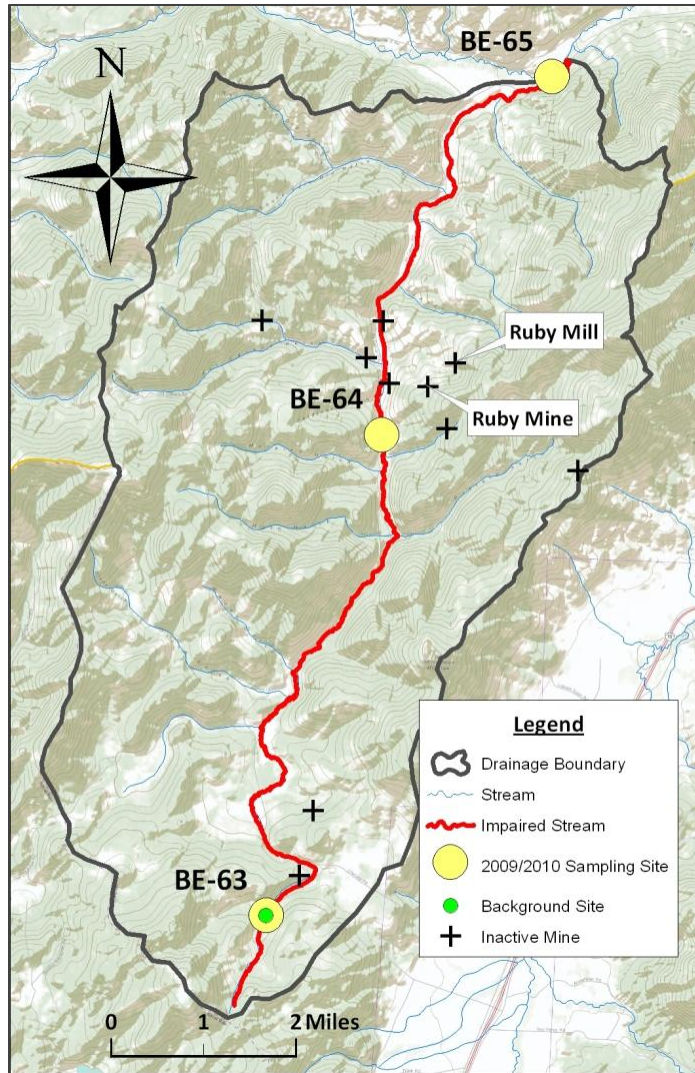 BE-65
N
Ruby Mill
BE-64
Ruby Mine
Legend
Drainage Boundary
Stream
Impaired Stream
2009/2010 Sampling Site
BE-63
Background Site
Inactive Mine
0 1 2 Miles